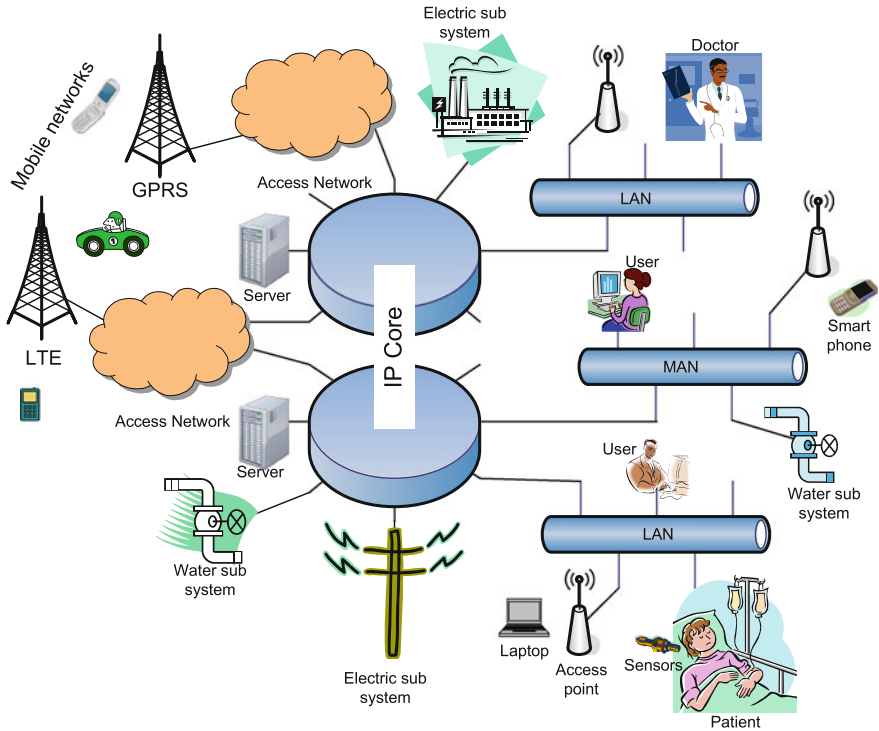 Electric sub
system
Doctor
Mobile networks
GPRS
Access Network
LAN
Server
User
LTE
IP Core
Smart
phone
MAN
Access Network
Server
User
Water sub
system
LAN
Water sub
system
Laptop
Access
point
Sensors
Electric sub
system
Patient